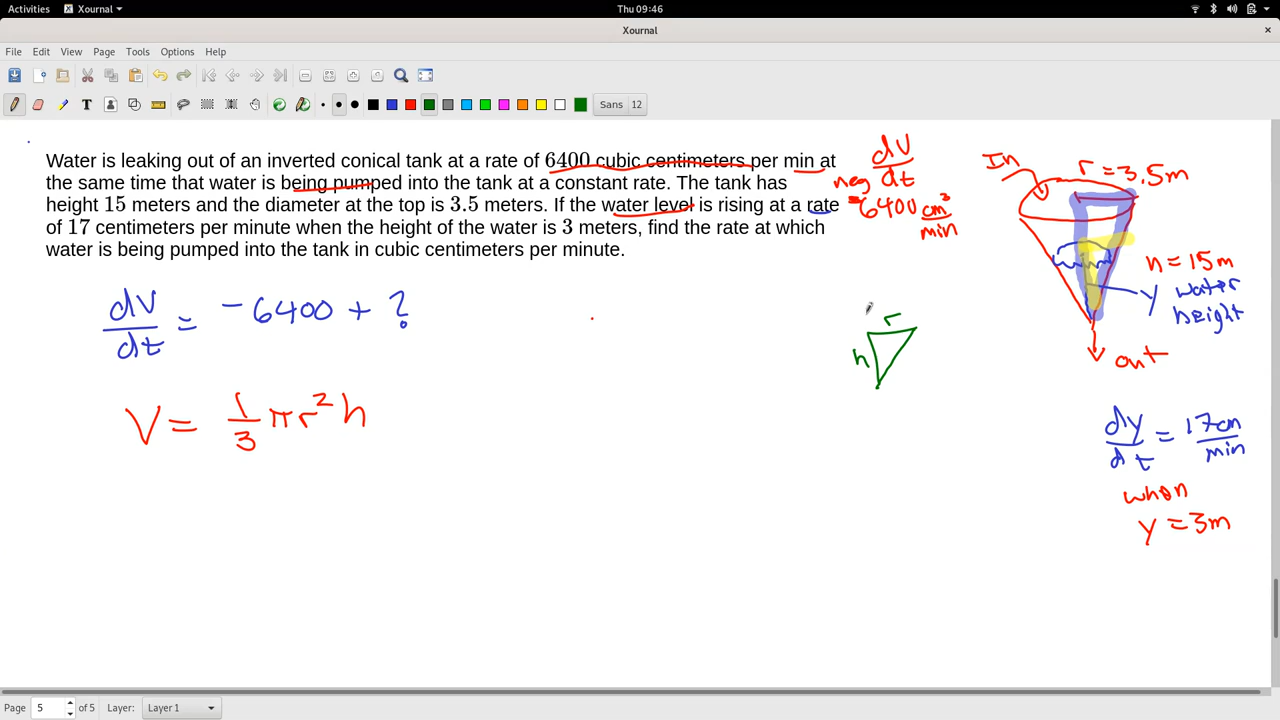 Activities
Xournal
Thu 09:46
Xournal
File Edit View Page Tools Options Help
Sans 12
Water is leaking out of an inverted conical tank at a rate of 6400 cubic centimeters per min at
the same time that water is being pumped into the tank at a constant rate. The tank has
height 15 meters and the diameter at the top is 3.5 meters. If the water level is rising at a rate
of 17 centimeters per minute when the height of the water is 3 meters, find the rate at which
water is being pumped into the tank in cubic centimeters per minute.
dV/dt
neg
-6400 cm³/min
In
r = 3.5m
h = 15m
y water
height
out
dV/dt = -6400 + ?
r
h
V = 1/3 πr²h
dy/dt = 17cm/min
when
y = 3m
Page 5 of 5 Layer: Layer 1